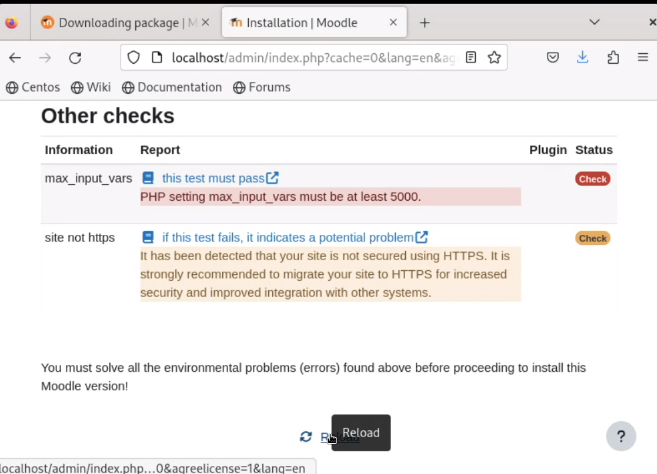 Downloading package | M
Installation | Moodle
localhost/admin/index.php?cache=0&lang=en&ag
Centos Wiki Documentation Forums
Other checks
Information Report Plugin Status
max_input_vars this test must pass Check
PHP setting max_input_vars must be at least 5000.
site not https if this test fails, it indicates a potential problem Check
It has been detected that your site is not secured using HTTPS. It is
strongly recommended to migrate your site to HTTPS for increased
security and improved integration with other systems.
You must solve all the environmental problems (errors) found above before proceeding to install this
Moodle version!
Reload
?
localhost/admin/index.php...0&agreelicense=1&lang=en